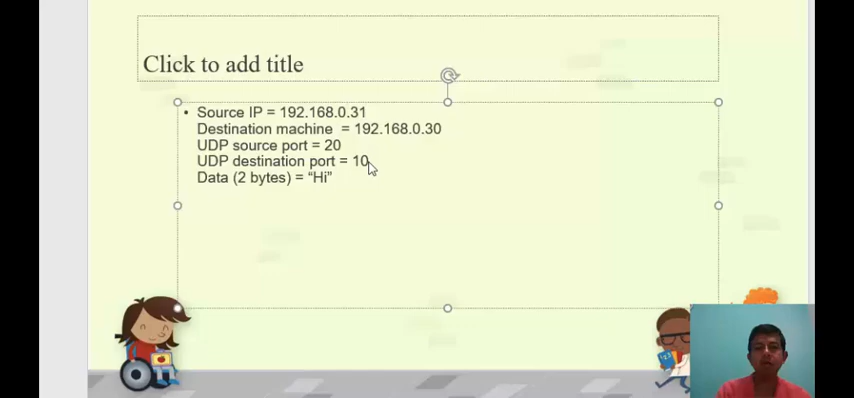 Click to add title
• Source IP = 192.168.0.31
Destination machine = 192.168.0.30
UDP source port = 20
UDP destination port = 10
Data (2 bytes) = “Hi”